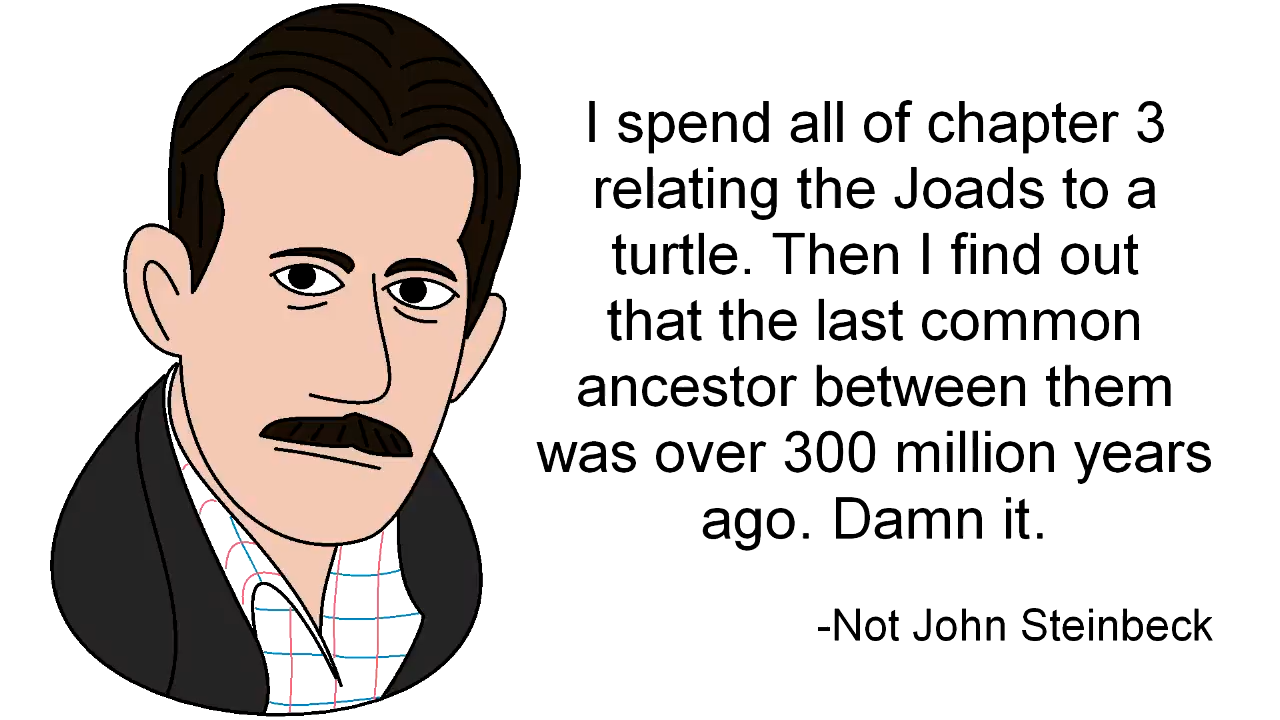 I spend all of chapter 3
relating the Joads to a
turtle. Then I find out
that the last common
ancestor between them
was over 300 million years
ago. Damn it.
-Not John Steinbeck